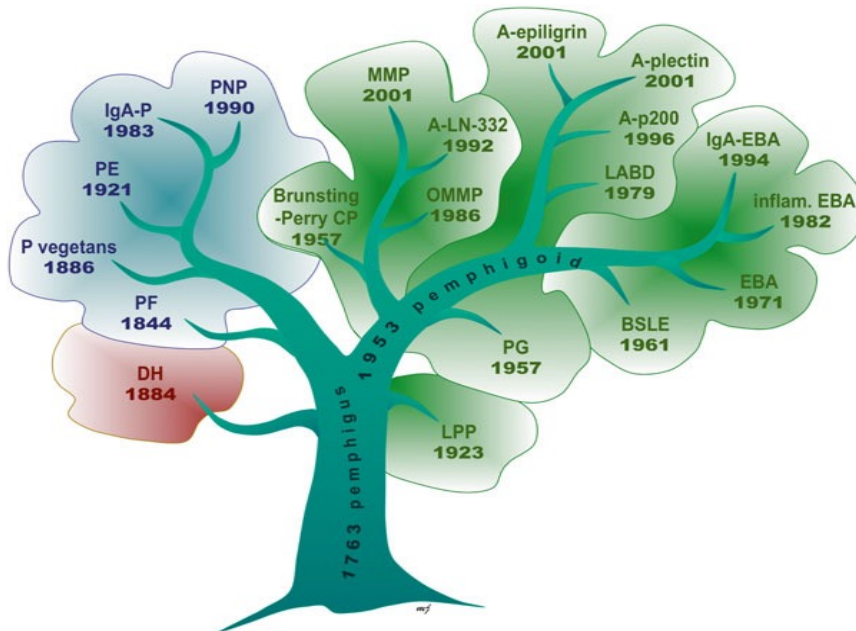 PNP
1990
IgA-P
1983
PE
1921
P vegetans
1886
PF
1844
DH
1884
MMP
2001
A-LN-332
1992
Brunsting
-Perry CP
1957
OMMP
1986
A-epiligrin
2001
A-plectin
2001
A-p200
1996
LABD
1979
IgA-EBA
1994
inflam. EBA
1982
EBA
1971
BSLE
1961
PG
1957
LPP
1923
1953 pemphigoid
1763 pemphigus